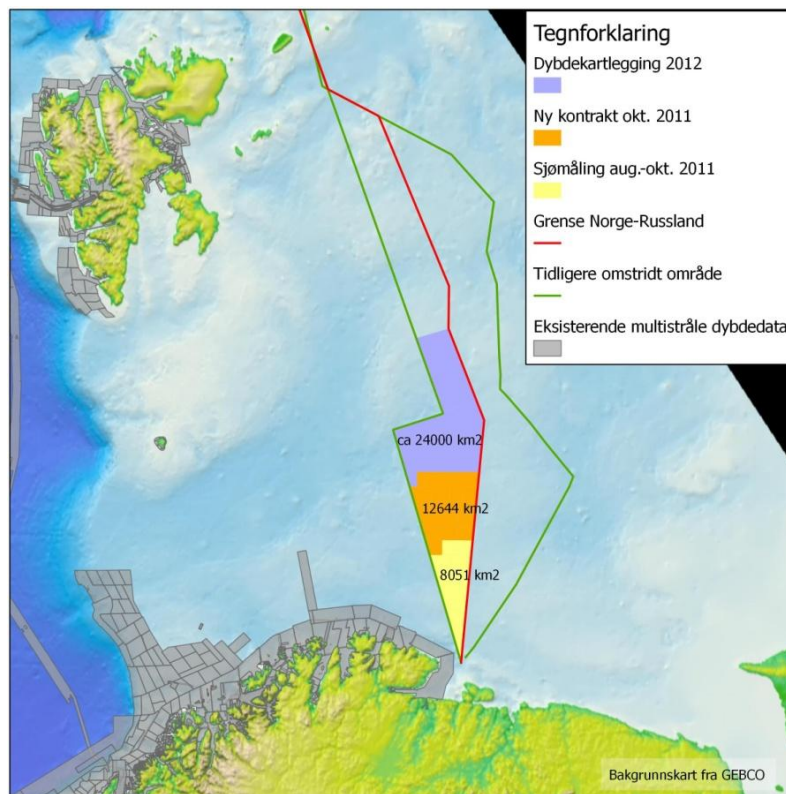 Tegnforklaring
Dybdekartlegging 2012
Ny kontrakt okt. 2011
Sjømåling aug.-okt. 2011
Grense Norge-Russland
Tidligere omstridt område
Eksisterende multistråle dybdedata
ca 24000 km2
12644 km2
8051 km2
Bakgrunnskart fra GEBCO